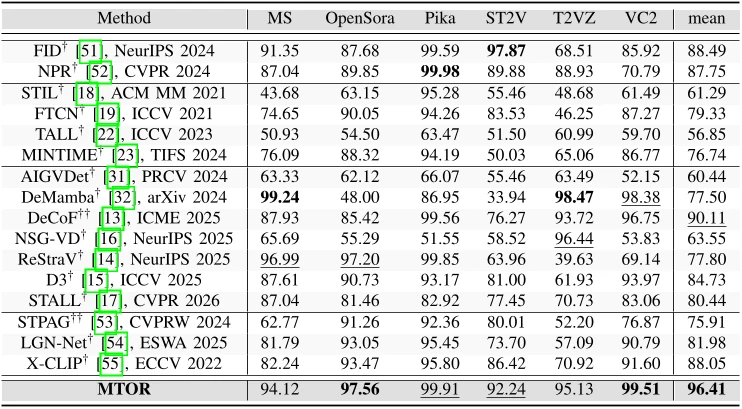 Method MS OpenSora Pika ST2V T2VZ VC2 mean
FID† [51], NeurIPS 2024 91.35 87.68 99.59 97.87 68.51 85.92 88.49
NPR† [52], CVPR 2024 87.04 89.85 99.98 89.88 88.93 70.79 87.75
STIL† [18], ACM MM 2021 43.68 63.15 95.28 55.46 48.68 61.49 61.29
FTCN† [19], ICCV 2021 74.65 90.05 94.26 83.53 46.25 87.27 79.33
TALL† [22], ICCV 2023 50.93 54.50 63.47 51.50 60.99 59.70 56.85
MINTIME† [23], TIFS 2024 76.09 88.32 94.19 50.03 65.06 86.77 76.74
AIGVDet† [31], PRCV 2024 63.33 62.12 66.07 55.46 63.49 52.15 60.44
DeMamba† [32], arXiv 2024 99.24 48.00 86.95 33.94 98.47 98.38 77.50
DeCoF†† [13], ICME 2025 87.93 85.42 99.56 76.27 93.72 96.75 90.11
NSG-VD† [16], NeurIPS 2025 65.69 55.29 51.55 58.52 96.44 53.83 63.55
ReStraV† [14], NeurIPS 2025 96.99 97.20 99.85 63.96 39.63 69.14 77.80
D3† [15], ICCV 2025 87.61 90.73 93.17 81.00 61.93 93.97 84.73
STALL† [17], CVPR 2026 87.04 81.46 82.92 77.45 70.73 83.06 80.44
STPAG†† [53], CVPRW 2024 62.77 91.26 92.36 80.01 52.20 76.87 75.91
LGN-Net† [54], ESWA 2025 81.79 93.05 95.45 73.70 57.09 90.79 81.98
X-CLIP† [55], ECCV 2022 82.24 93.47 95.80 86.42 70.92 91.60 88.05
MTOR 94.12 97.56 99.91 92.24 95.13 99.51 96.41